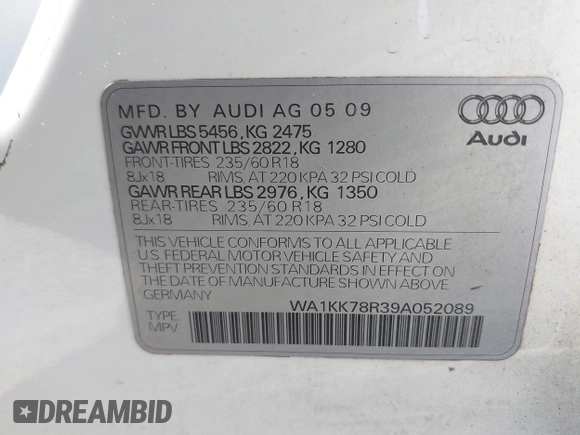 MFD. BY AUDI AG 05 09
GVWR LBS 5456, KG 2475
GAWR FRONT LBS 2822, KG 1280
FRONT-TIRES 235/60 R18
8Jx18 RIMS, AT 220 KPA 32 PSI COLD
GAWR REAR LBS 2976, KG 1350
REAR-TIRES 235/60 R18
8Jx18 RIMS, AT 220 KPA 32 PSI COLD
Audi
THIS VEHICLE CONFORMS TO ALL APPLICABLE
U.S. FEDERAL MOTOR VEHICLE SAFETY AND
THEFT PREVENTION STANDARDS IN EFFECT ON
THE DATE OF MANUFACTURE SHOWN ABOVE
GERMANY
WA1KK78R39A052089
TYPE:
MPV
DREAMBID